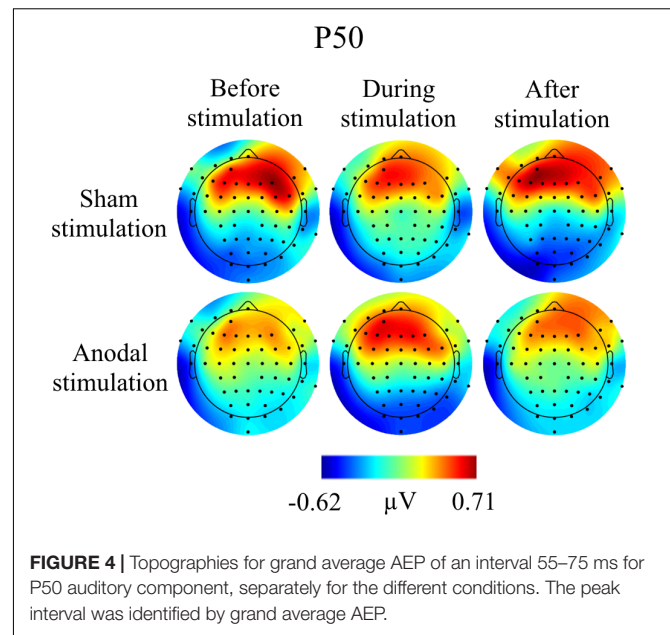 P50
Before
stimulation
During
stimulation
After
stimulation
Sham
stimulation
Anodal
stimulation
-0.62 μV 0.71
FIGURE 4 | Topographies for grand average AEP of an interval 55–75 ms for
P50 auditory component, separately for the different conditions. The peak
interval was identified by grand average AEP.